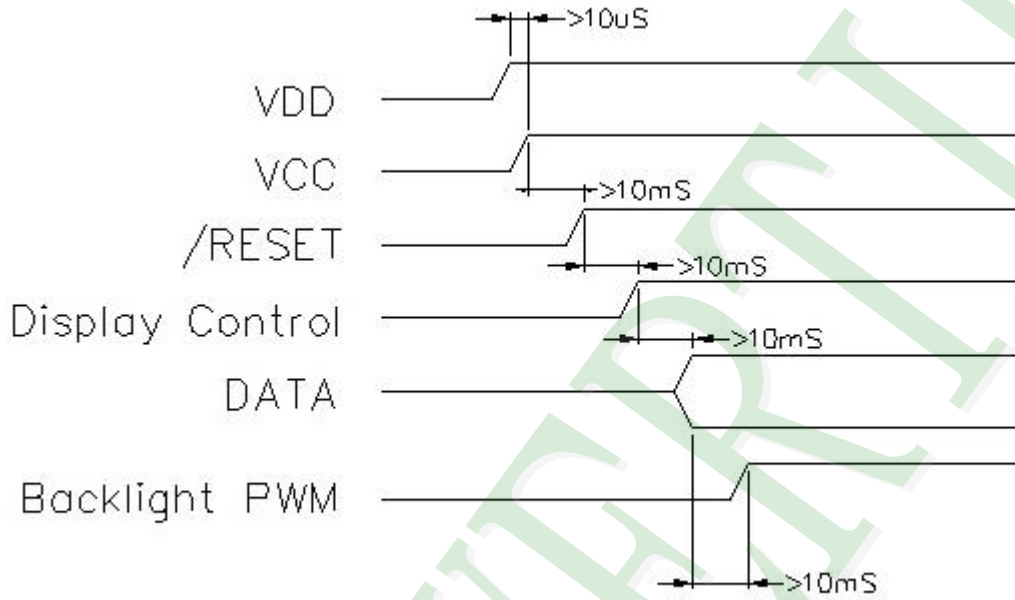 >10uS
VDD
VCC
>10mS
/RESET
>10mS
Display Control
>10mS
DATA
Backlight PWM
>10mS